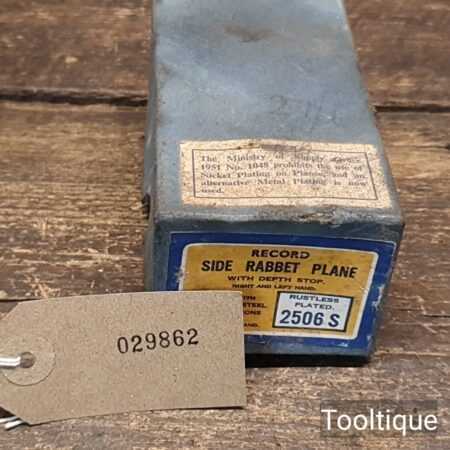 The Ministry of Supply
1951 No. 1048 prohibits the use of
Nickel Plating on Planes, and an
alternative Metal Plating is now
used.
RECORD
SIDE RABBET PLANE
WITH DEPTH STOP.
RIGHT AND LEFT HAND.
RUSTLESS
PLATED.
2506 S
029862
Tooltique